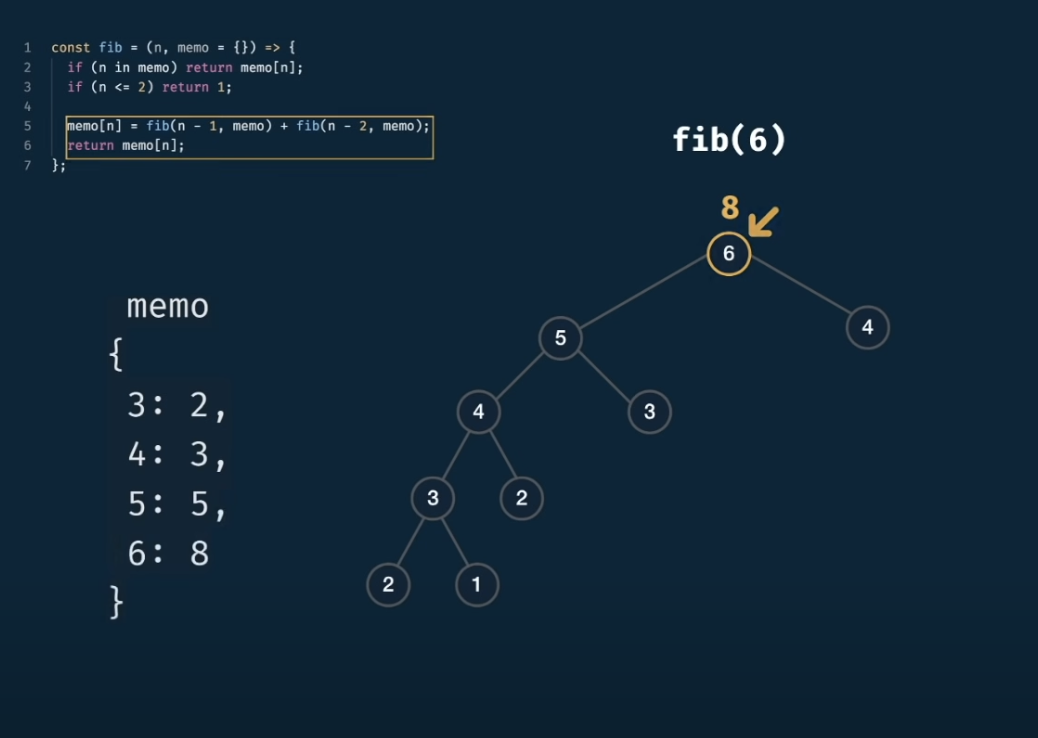 1 const fib = (n, memo = {}) => {
2 if (n in memo) return memo[n];
3 if (n <= 2) return 1;
4
5 memo[n] = fib(n - 1, memo) + fib(n - 2, memo);
6 return memo[n];
7 };
fib(6)
8
6
5
4
4
3
3
2
2
1
memo
{
3: 2,
4: 3,
5: 5,
6: 8
}